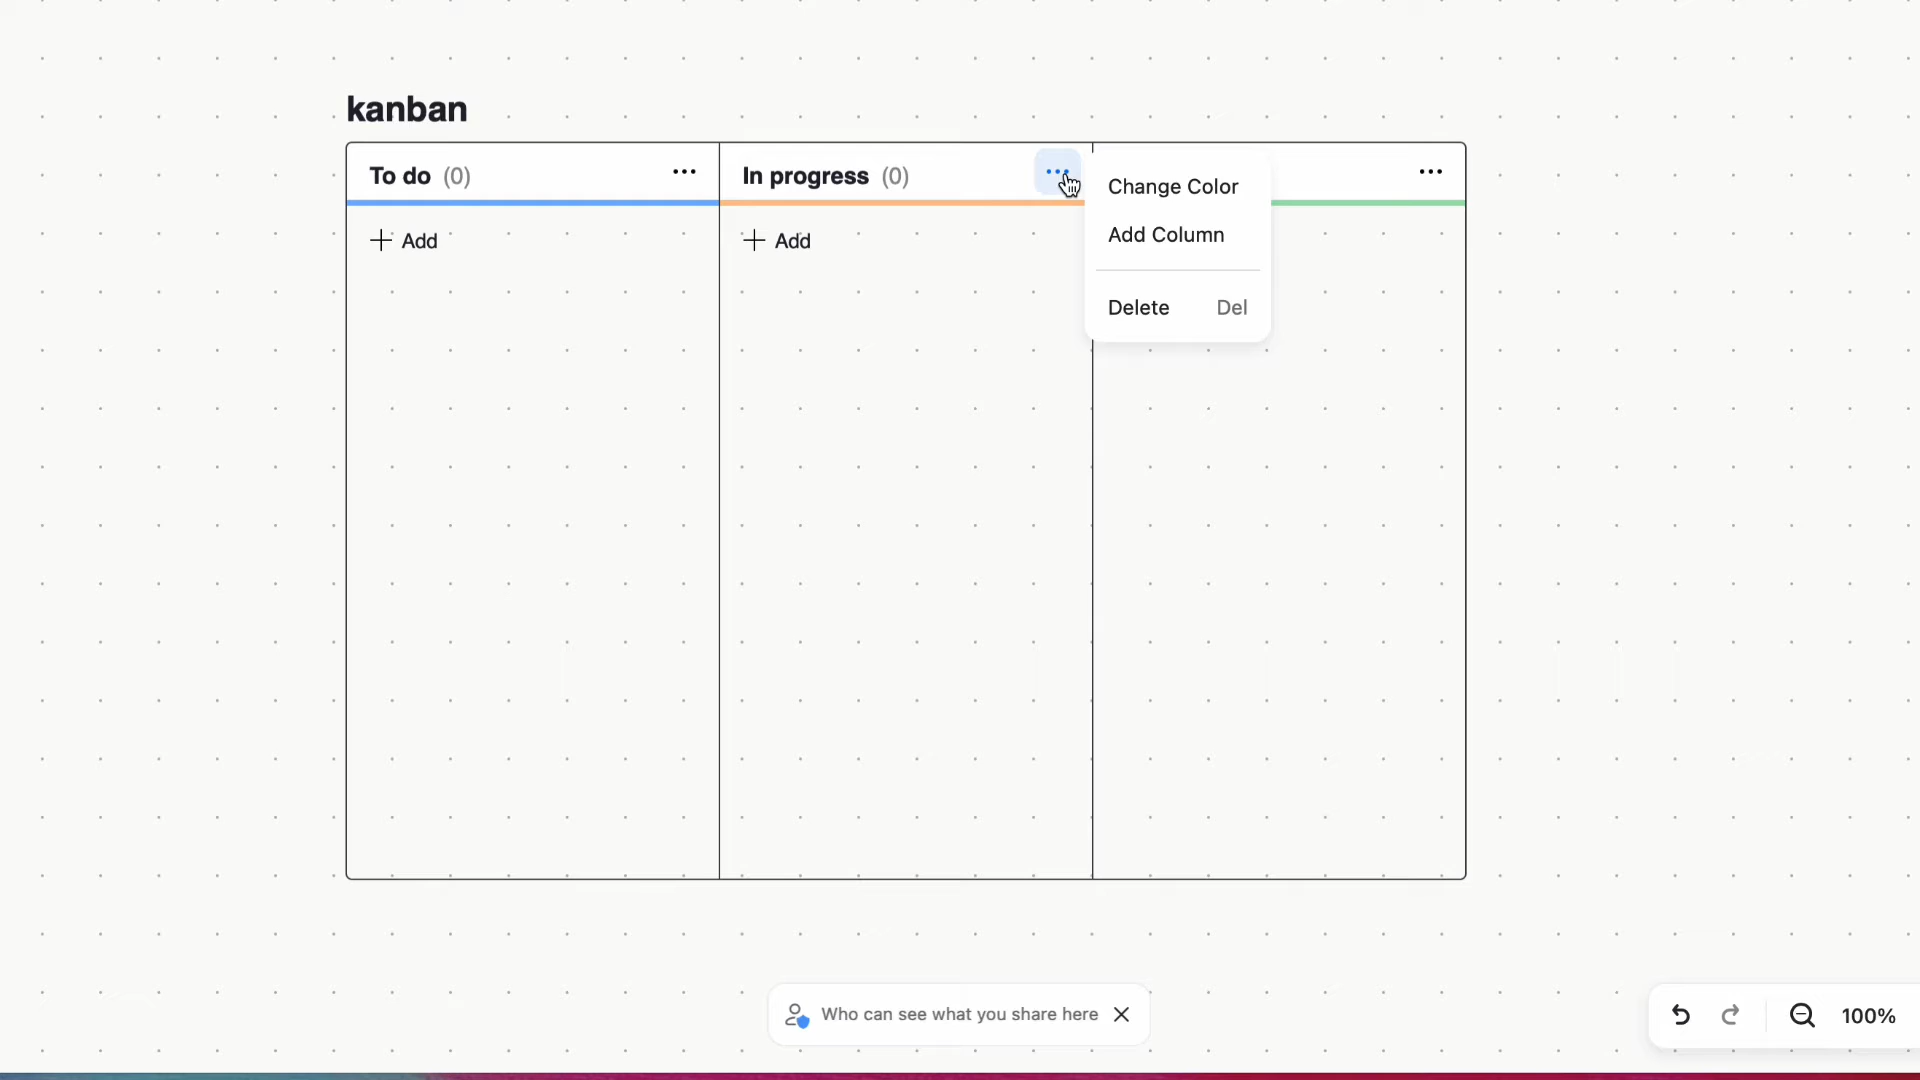 kanban
To do (0)
In progress (0)
+ Add
+ Add
Change Color
Add Column
Delete Del
Who can see what you share here
100%